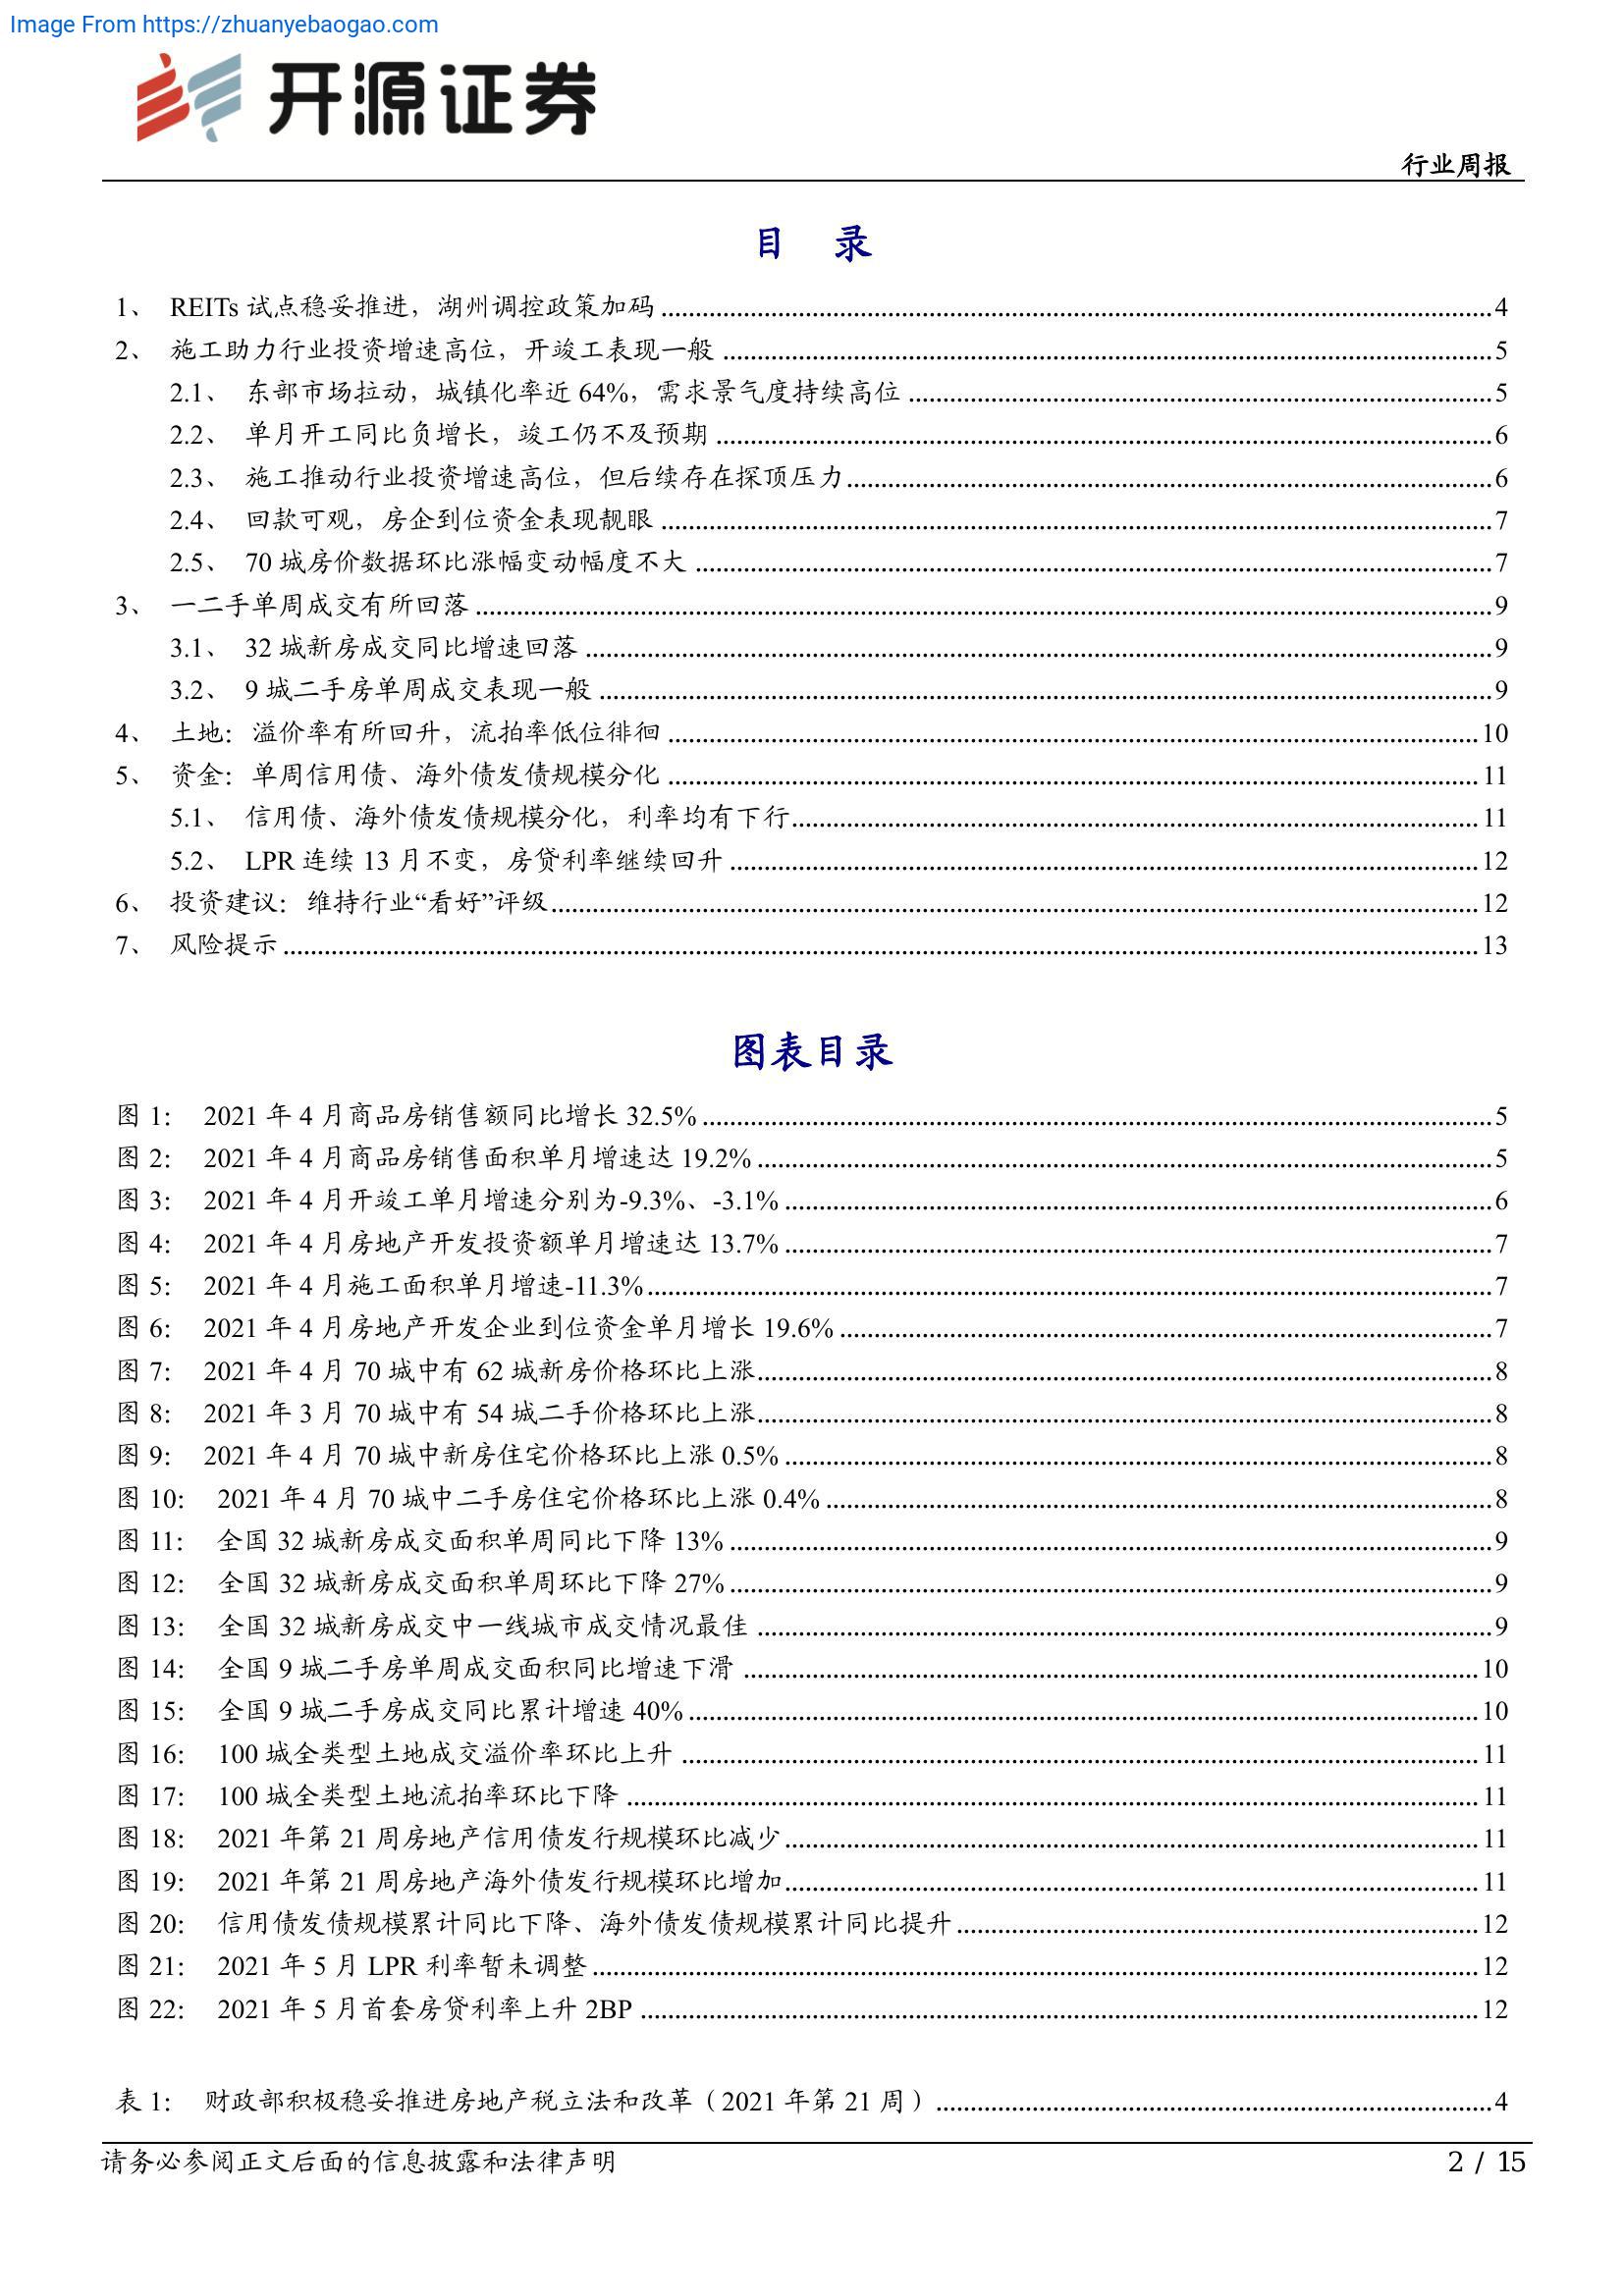 Image From https://zhuanyebaogao.com
开源证券
行业周报
目 录
1、 REITs 试点稳妥推进，湖州调控政策加码 ........ 4
2、 施工助力行业投资增速高位，开竣工表现一般 ........ 5
2.1、 东部市场拉动，城镇化率近 64%，需求景气度持续高位 ........ 5
2.2、 单月开工同比负增长，竣工仍不及预期 ........ 6
2.3、 施工推动行业投资增速高位，但后续存在探顶压力 ........ 6
2.4、 回款可观，房企到位资金表现靓眼 ........ 7
2.5、 70 城房价数据环比涨幅变动幅度不大 ........ 7
3、 一二手单周成交有所回落 ........ 9
3.1、 32 城新房成交同比增速回落 ........ 9
3.2、 9 城二手房单周成交表现一般 ........ 9
4、 土地：溢价率有所回升，流拍率低位徘徊 ........ 10
5、 资金：单周信用债、海外债发债规模分化 ........ 11
5.1、 信用债、海外债发债规模分化，利率均有下行 ........ 11
5.2、 LPR 连续 13 月不变，房贷利率继续回升 ........ 12
6、 投资建议：维持行业“看好”评级 ........ 12
7、 风险提示 ........ 13
图表目录
图 1： 2021 年 4 月商品房销售额同比增长 32.5% ........ 5
图 2： 2021 年 4 月商品房销售面积单月增速达 19.2% ........ 5
图 3： 2021 年 4 月开竣工单月增速分别为-9.3%、-3.1% ........ 6
图 4： 2021 年 4 月房地产开发投资额单月增速达 13.7% ........ 7
图 5： 2021 年 4 月施工面积单月增速-11.3% ........ 7
图 6： 2021 年 4 月房地产开发企业到位资金单月增长 19.6% ........ 7
图 7： 2021 年 4 月 70 城中有 62 城新房价格环比上涨 ........ 8
图 8： 2021 年 3 月 70 城中有 54 城二手价格环比上涨 ........ 8
图 9： 2021 年 4 月 70 城中新房住宅价格环比上涨 0.5% ........ 8
图 10： 2021 年 4 月 70 城中二手房住宅价格环比上涨 0.4% ........ 8
图 11： 全国 32 城新房成交面积单周同比下降 13% ........ 9
图 12： 全国 32 城新房成交面积单周环比下降 27% ........ 9
图 13： 全国 32 城新房成交中一线城市成交情况最佳 ........ 9
图 14： 全国 9 城二手房单周成交面积同比增速下滑 ........ 10
图 15： 全国 9 城二手房成交同比累计增速 40% ........ 10
图 16： 100 城全类型土地成交溢价率环比上升 ........ 11
图 17： 100 城全类型土地流拍率环比下降 ........ 11
图 18： 2021 年第 21 周房地产信用债发行规模环比减少 ........ 11
图 19： 2021 年第 21 周房地产海外债发行规模环比增加 ........ 11
图 20： 信用债发债规模累计同比下降、海外债发债规模累计同比提升 ........ 12
图 21： 2021 年 5 月 LPR 利率暂未调整 ........ 12
图 22： 2021 年 5 月首套房贷利率上升 2BP ........ 12
表 1： 财政部积极稳妥推进房地产税立法和改革（2021 年第 21 周） ........ 4
请务必参阅正文后面的信息披露和法律声明
2 / 15